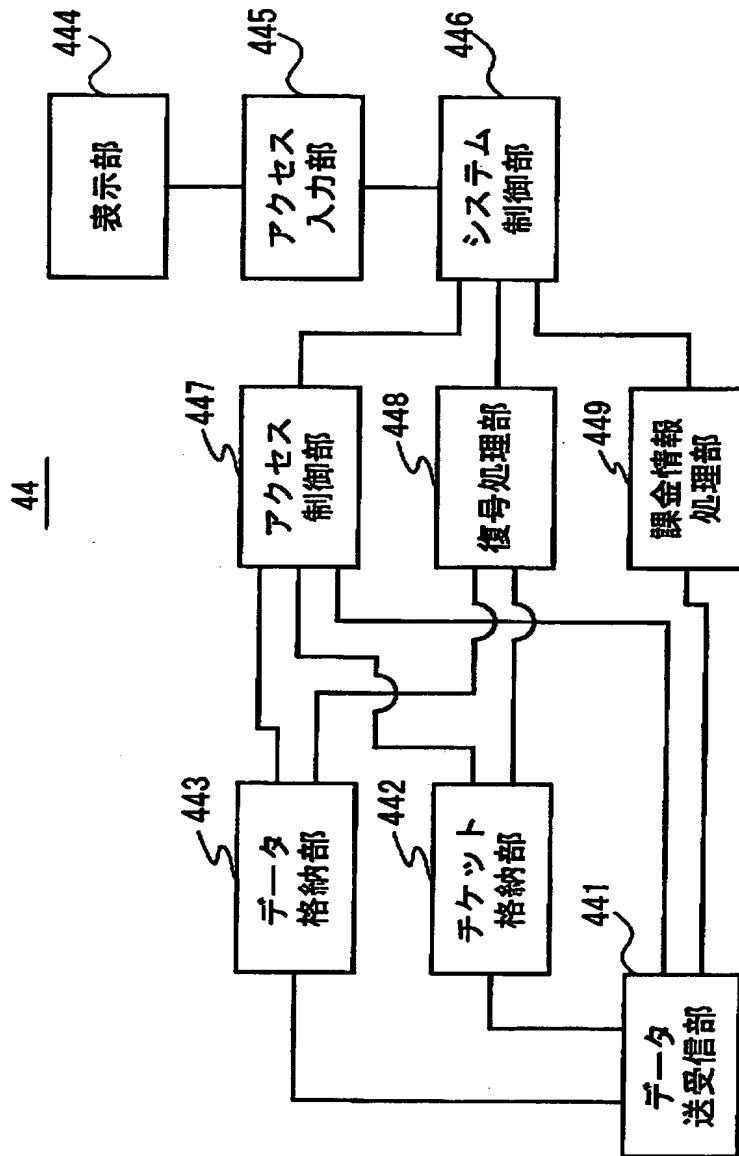 44
443
データ
格納部
447
アクセス
制御部
表示部
444
442
チケット
格納部
448
復号処理部
アクセス
入力部
445
441
データ
送受信部
449
課金情報
処理部
システム
制御部
446